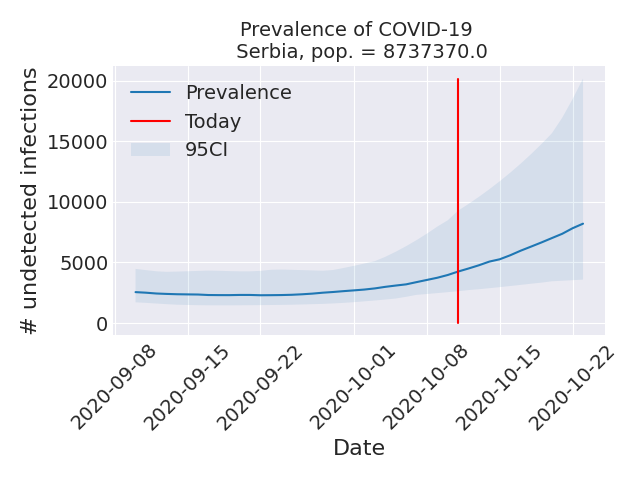 Prevalence of COVID-19
Serbia, pop. = 8737370.0
Prevalence
Today
95CI
# undetected infections
20000
15000
10000
5000
0
2020-09-08
2020-09-15
2020-09-22
2020-10-01
2020-10-08
2020-10-15
2020-10-22
Date